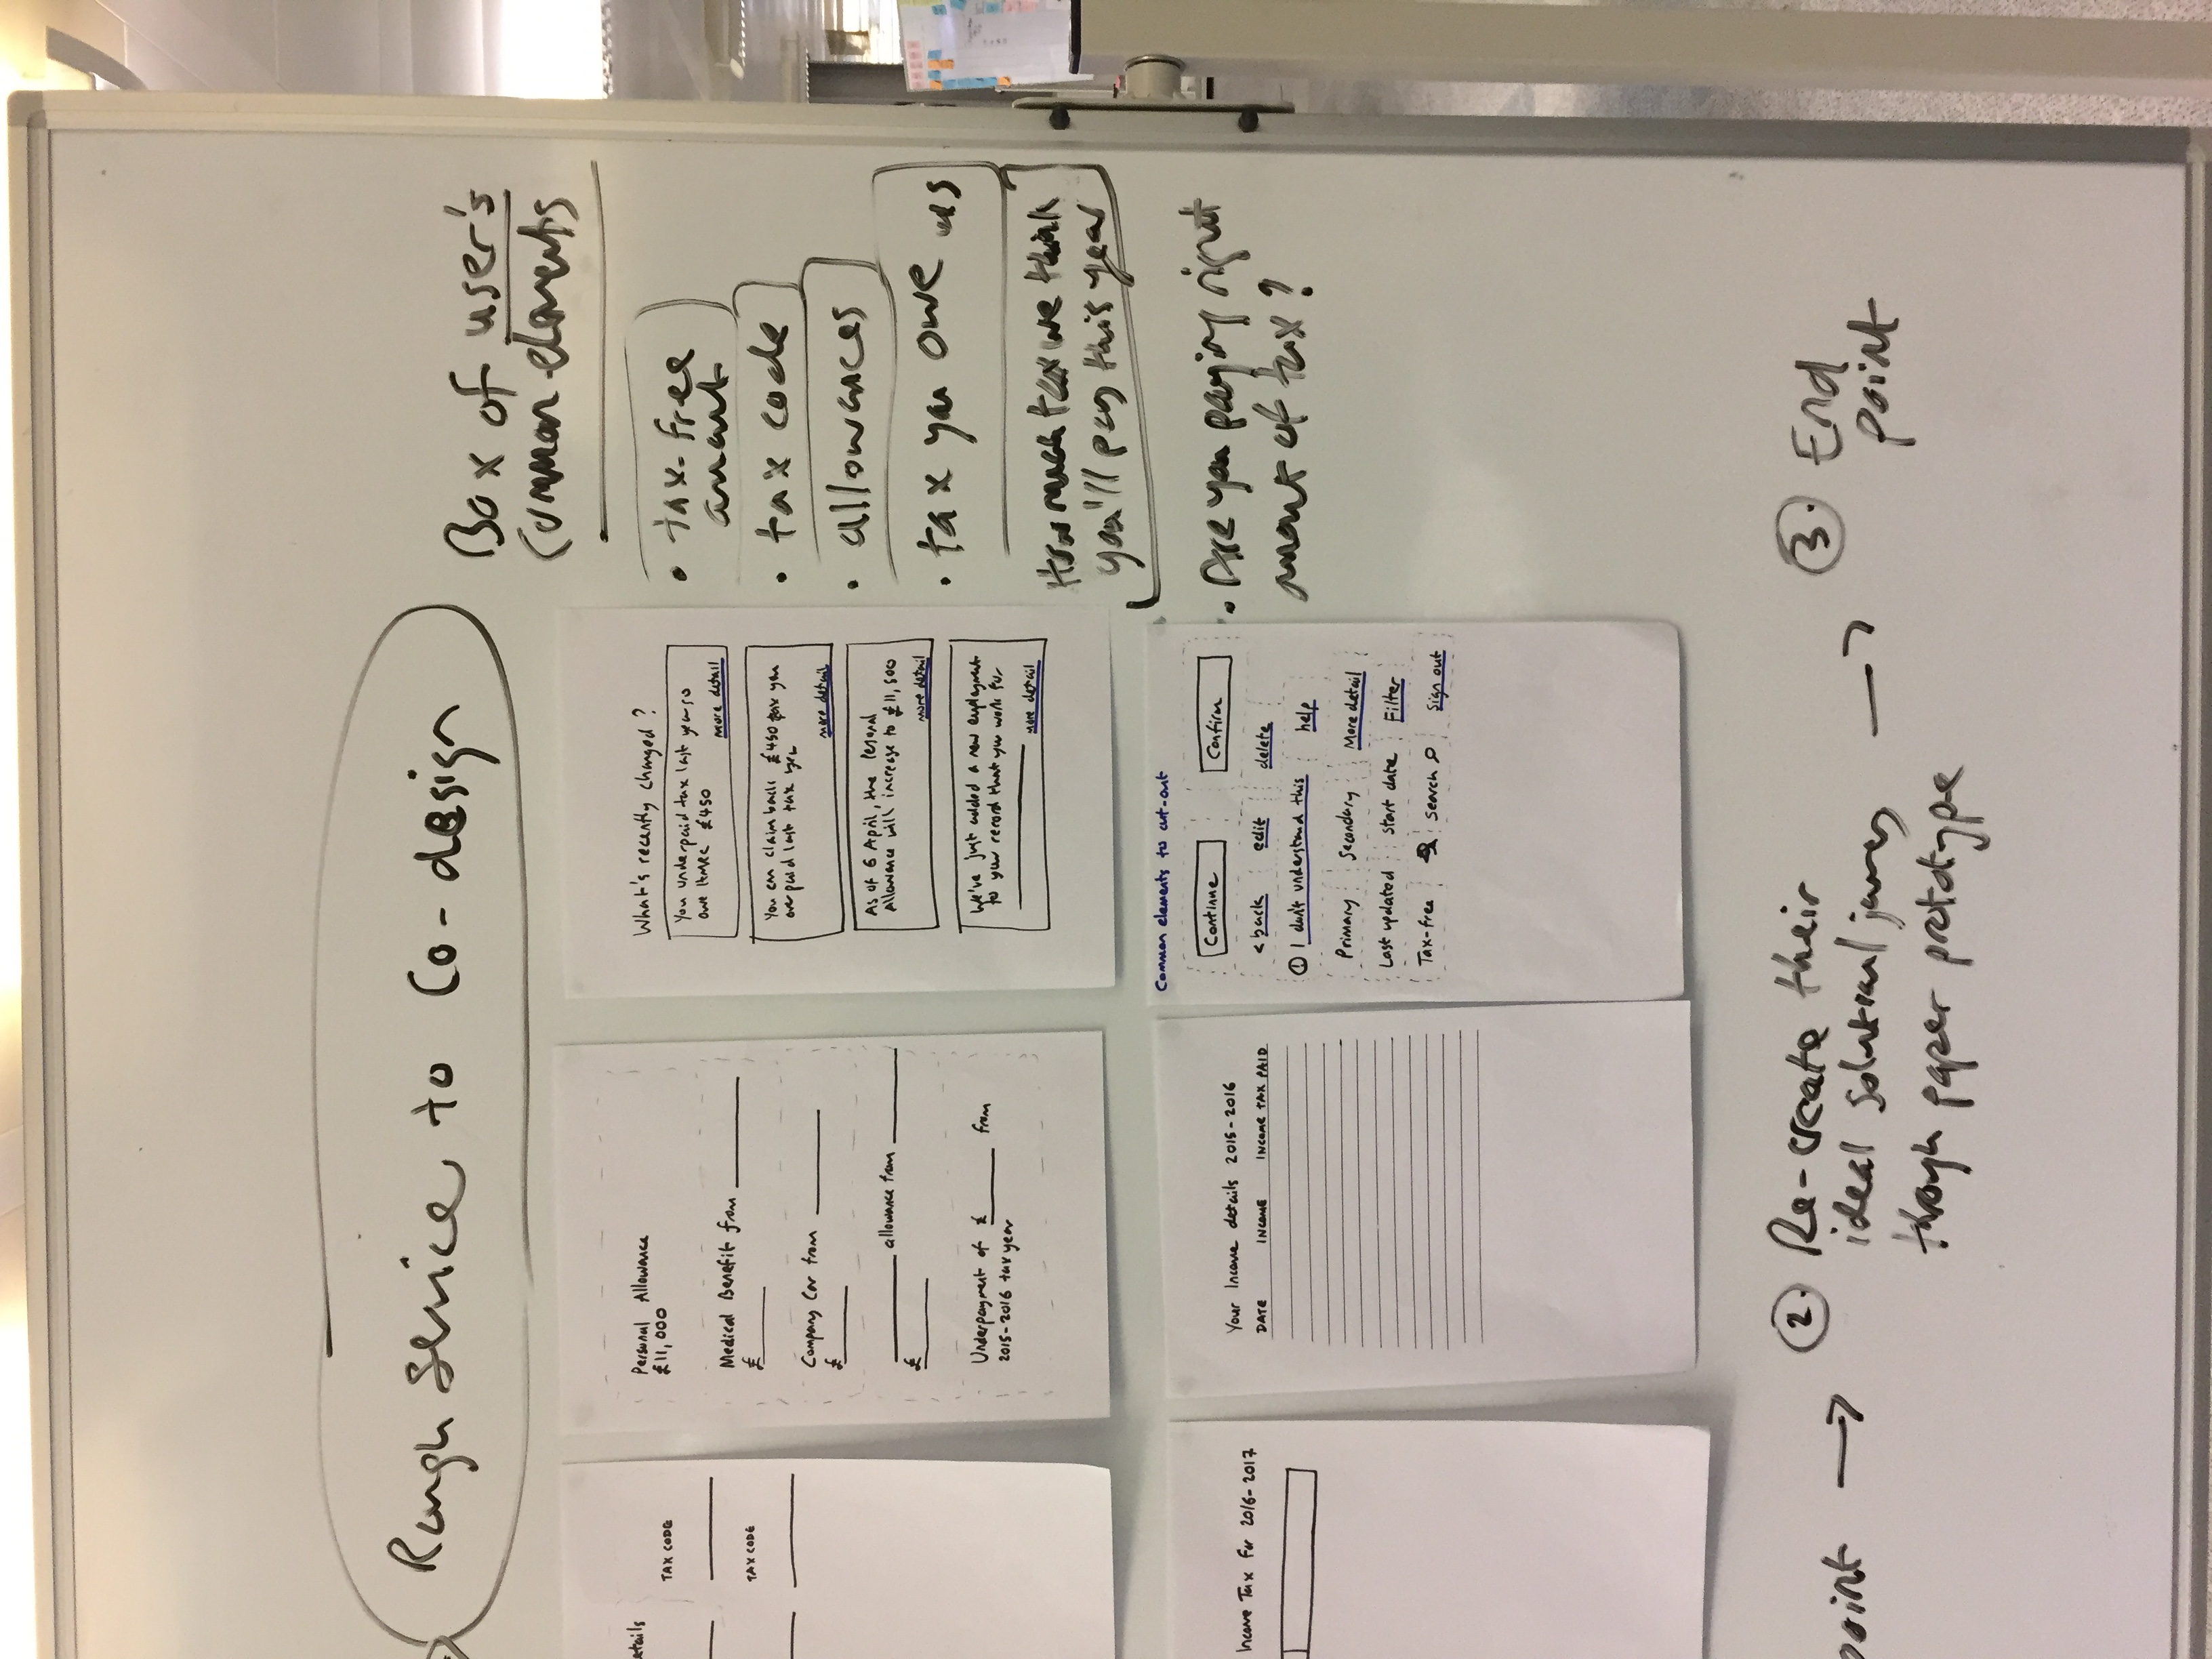 Rough Service to Co-design
Box of user's
common elements
• tax-free
amount
• tax code
• allowances
• tax you owe us
How much tax we think
you'll pay this year
• Are you paying right
amount of tax?
etails
TAX CODE
TAX CODE
Personal Allowance
£11,000
Medical Benefit from
£
Company Car from
£
allowance from
£
Underpayment of £ from
2015-2016 tax year
What's recently changed?
You underpaid tax last year so
owe HMRC £450
more detail
You can claim back £450 tax you
overpaid last tax year
more detail
As of 6 April, the Personal
Allowance will increase to £11,500
more detail
We've just added a new employment
to your record that you work for
more detail
Income Tax for 2016-2017
Your Income details 2015-2016
DATE INCOME INCOME TAX PAID
Common elements to cut-out
Continue Confirm
< back edit delete
I don't understand this help
Primary Secondary More detail
Last updated start date Filter
Tax-free search Sign out
point → 2. Re-create their
ideal solution/journey
through paper prototype
→ 3. End
point